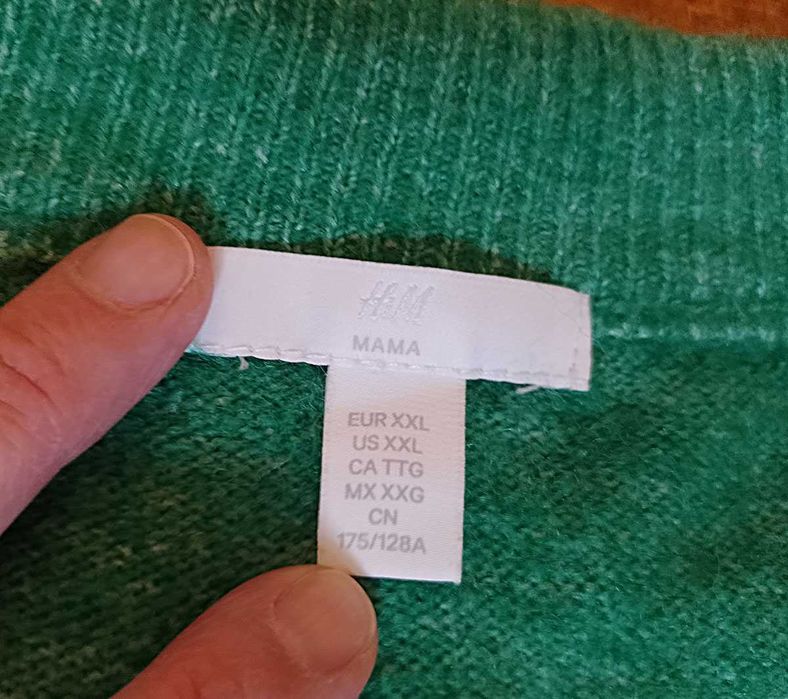 H&M
MAMA
EUR XXL
US XXL
CA TTG
MX XXG
CN
175/128A